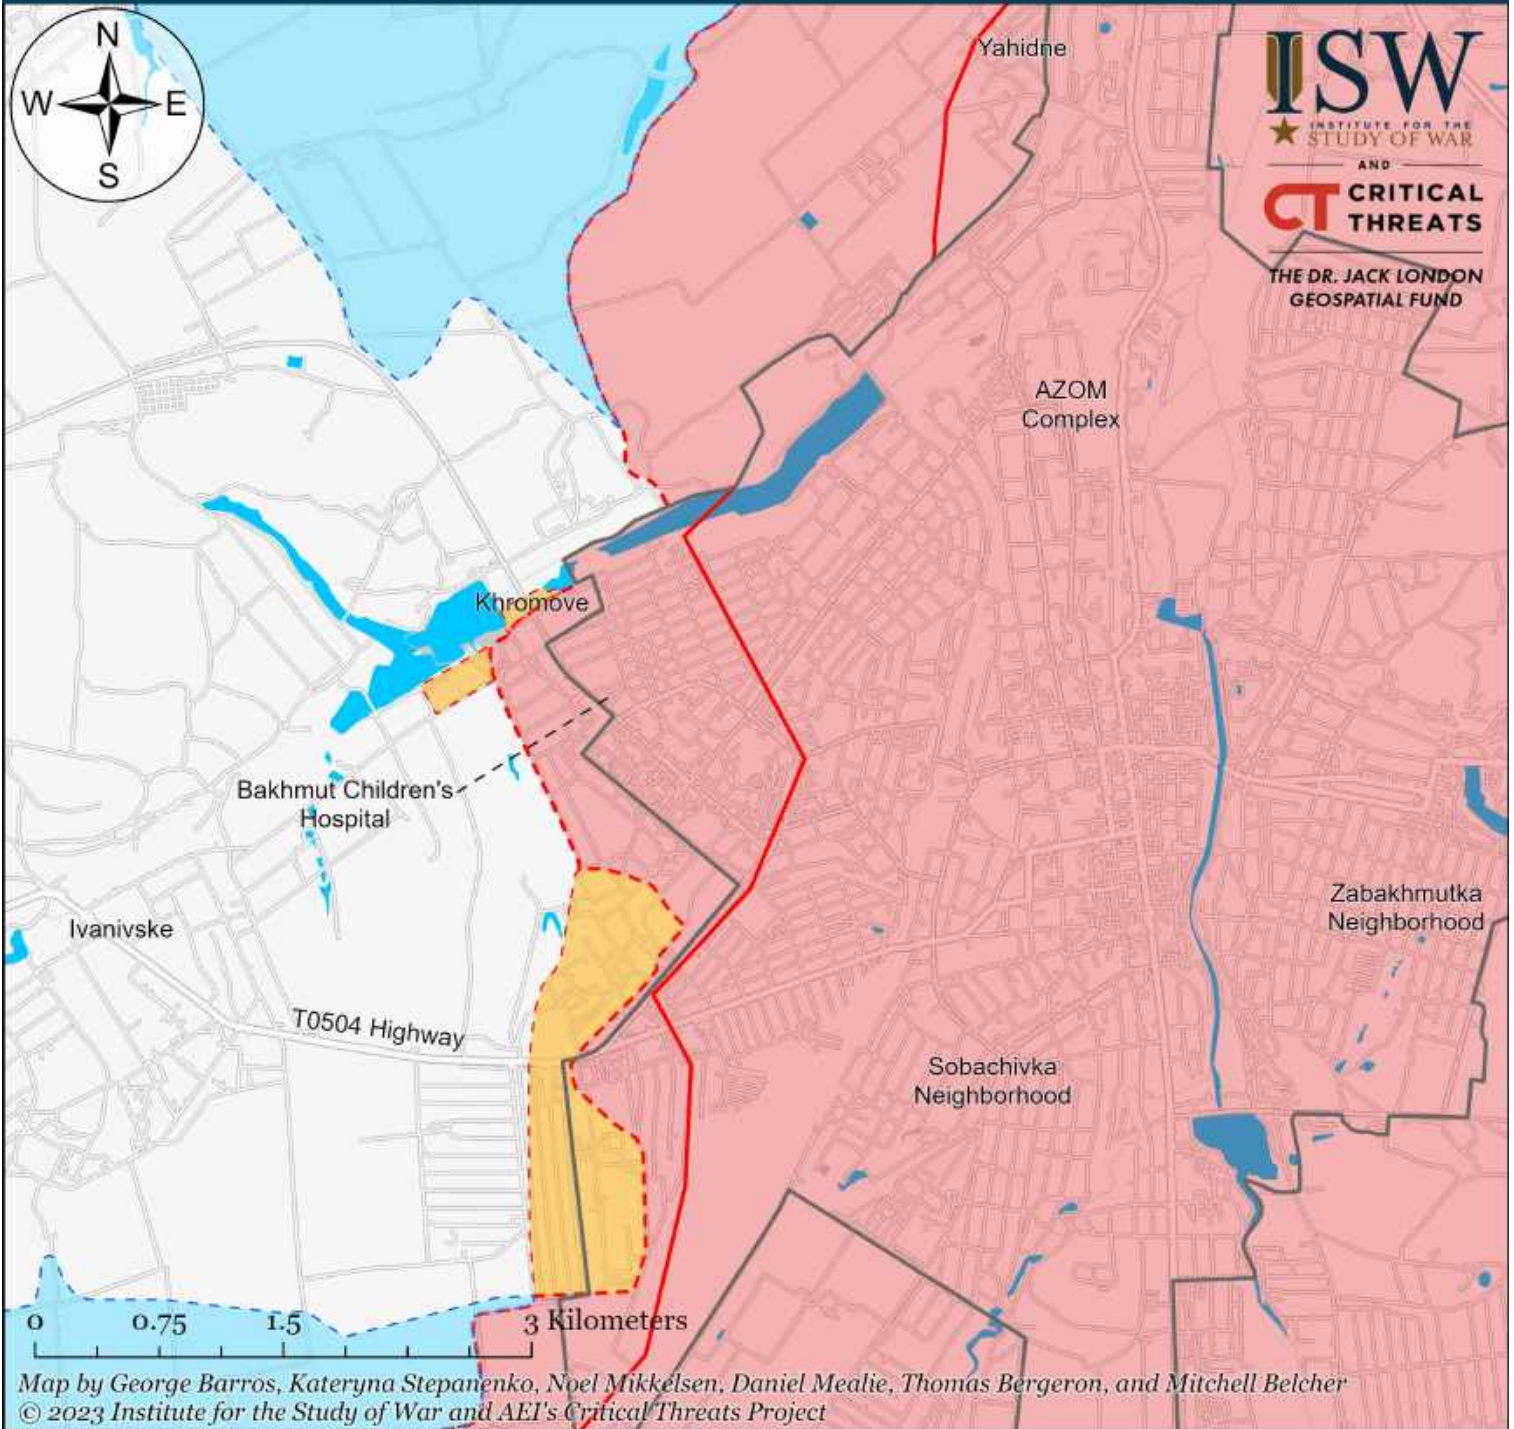 N
W E
S
Yahidne
ISW
INSTITUTE FOR THE
STUDY OF WAR
AND
CT CRITICAL
THREATS
THE DR. JACK LONDON
GEOSPATIAL FUND
AZOM
Complex
Khromove
Bakhmut Children's
Hospital
Ivanivske
Zabakhmutka
Neighborhood
T0504 Highway
Sobachivka
Neighborhood
0 0.75 1.5 3 Kilometers
Map by George Barros, Kateryna Stepanenko, Noel Mikkelsen, Daniel Mealie, Thomas Bergeron, and Mitchell Belcher
© 2023 Institute for the Study of War and AEI's Critical Threats Project